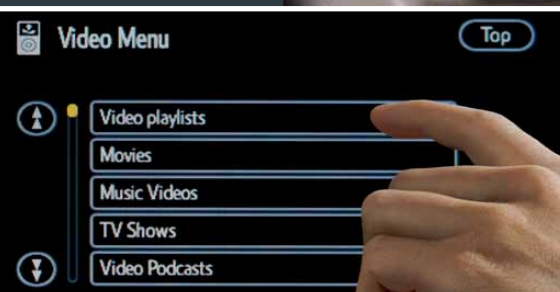 Video Menu
Top
Video playlists
Movies
Music Videos
TV Shows
Video Podcasts